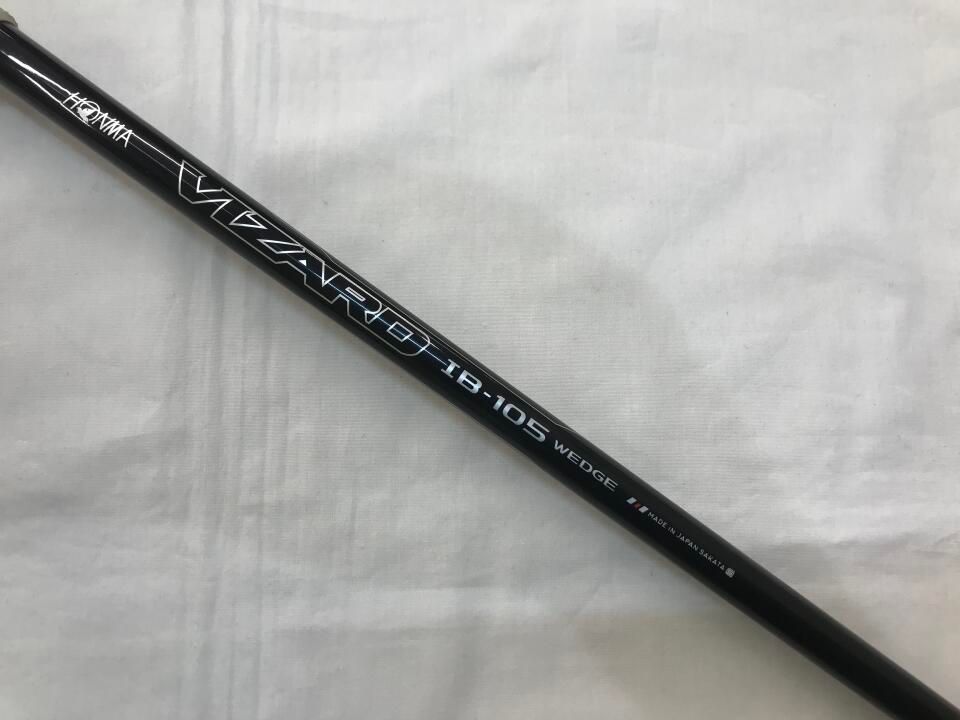 HONMA
VIZARD IB-105 WEDGE
MADE IN JAPAN SAKATA